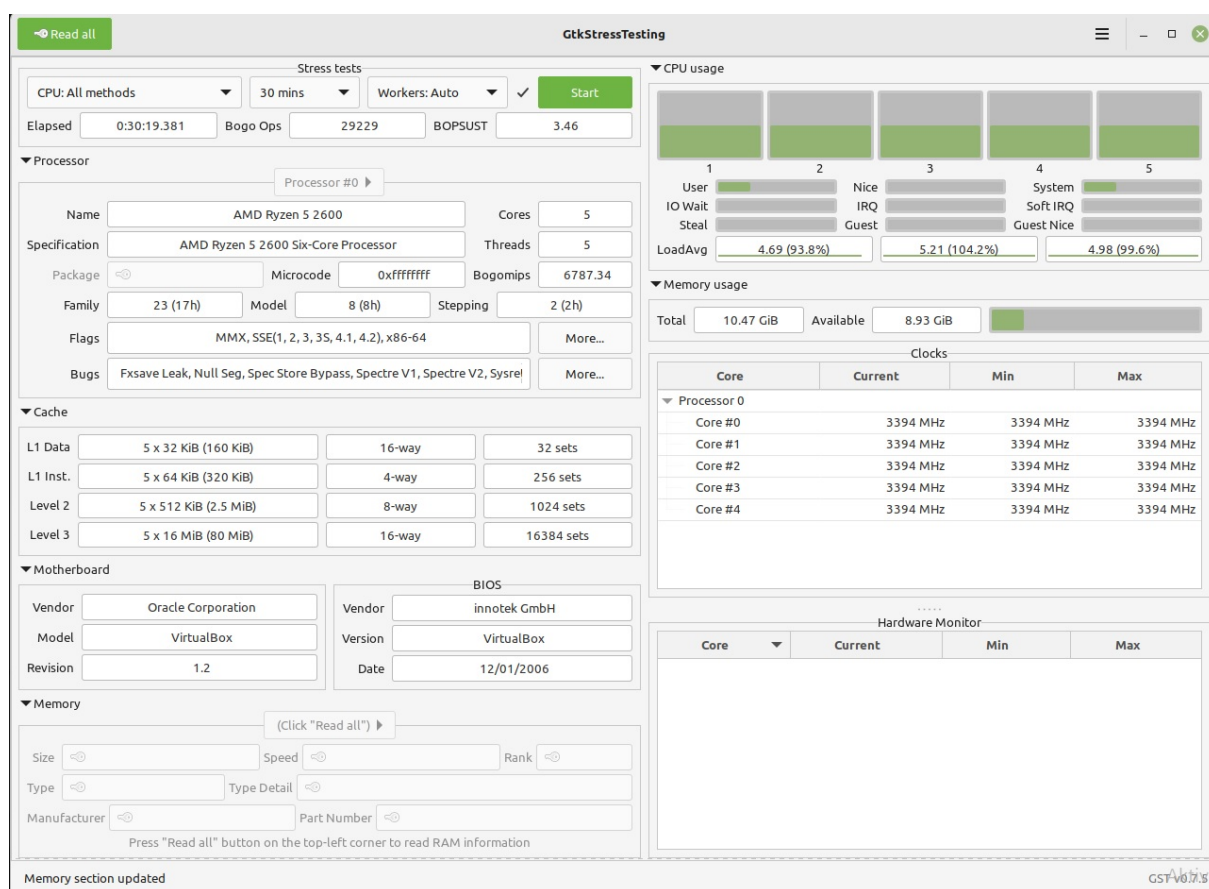 Read all
GtkStressTesting
Stress tests
CPU: All methods 30 mins Workers: Auto Start
Elapsed 0:30:19.381 Bogo Ops 29229 BOPSUST 3.46
Processor
Processor #0
Name AMD Ryzen 5 2600 Cores 5
Specification AMD Ryzen 5 2600 Six-Core Processor Threads 5
Package Microcode 0xffffffff Bogomips 6787.34
Family 23 (17h) Model 8 (8h) Stepping 2 (2h)
Flags MMX, SSE(1, 2, 3, 3S, 4.1, 4.2), x86-64 More...
Bugs Fxsave Leak, Null Seg, Spec Store Bypass, Spectre V1, Spectre V2, More...
Cache
L1 Data 5 x 32 KiB (160 KiB) 16-way 32 sets
L1 Inst. 5 x 64 KiB (320 KiB) 4-way 256 sets
Level 2 5 x 512 KiB (2.5 MiB) 8-way 1024 sets
Level 3 5 x 16 MiB (80 MiB) 16-way 16384 sets
Motherboard
Vendor Oracle Corporation
Model VirtualBox
Revision 1.2
BIOS
Vendor innotek GmbH
Version VirtualBox
Date 12/01/2006
Memory
(Click "Read all")
Size Speed Rank
Type Type Detail
Manufacturer Part Number
Press "Read all" button on the top-left corner to read RAM information
CPU usage
1 2 3 4 5
User Nice System
IO Wait IRQ Soft IRQ
Steal Guest Guest Nice
LoadAvg 4.69 (93.8%) 5.21 (104.2%) 4.98 (99.6%)
Memory usage
Total 10.47 GiB Available 8.93 GiB
Clocks
Core Current Min Max
Processor 0
Core #0 3394 MHz 3394 MHz 3394 MHz
Core #1 3394 MHz 3394 MHz 3394 MHz
Core #2 3394 MHz 3394 MHz 3394 MHz
Core #3 3394 MHz 3394 MHz 3394 MHz
Core #4 3394 MHz 3394 MHz 3394 MHz
Hardware Monitor
Core Current Min Max
Memory section updated
GST v0.7.5